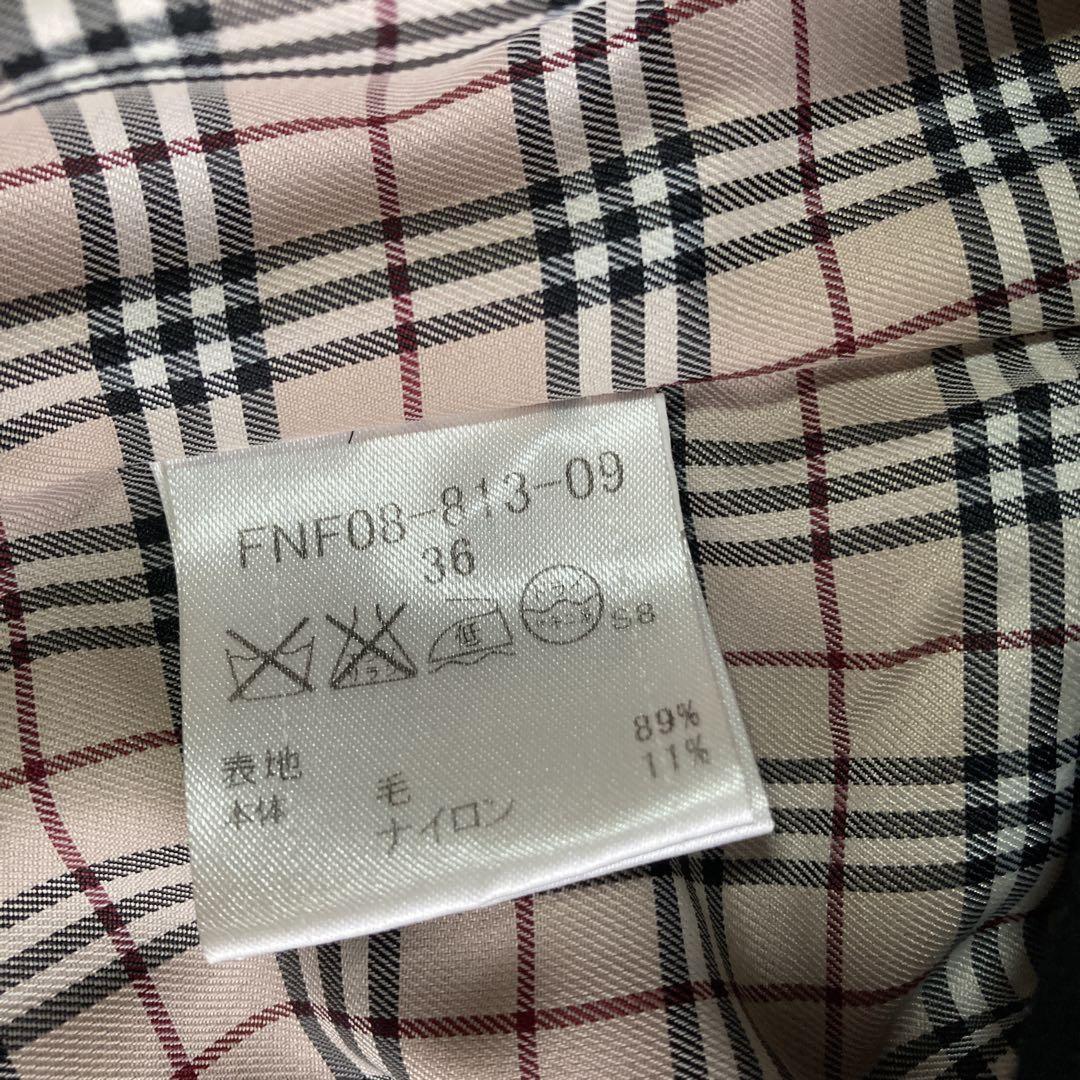 FNF08-813-09
36
低 ドライ セキユ系 S8
表地 89%
本体 毛 11%
ナイロン